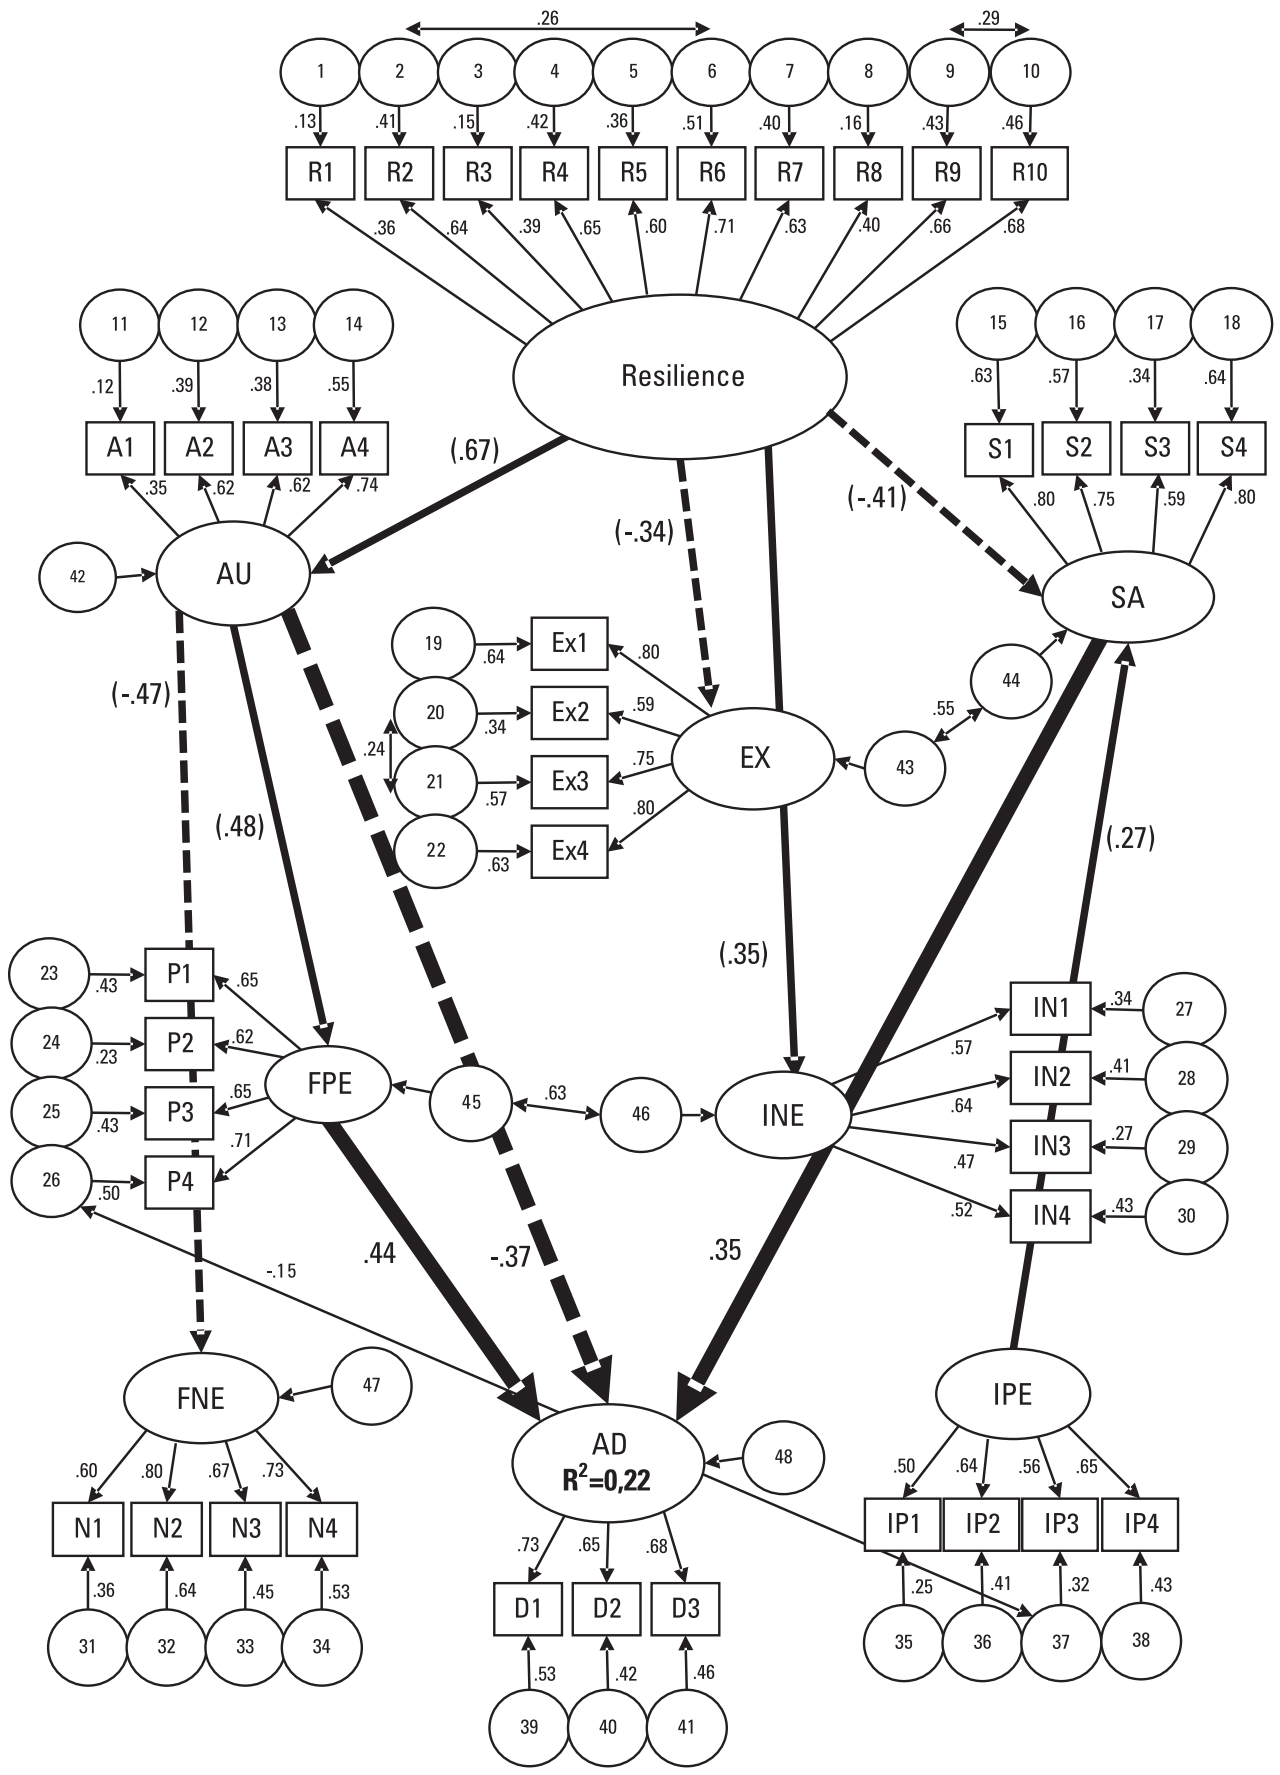 .26 .29
1 2 3 4 5 6 7 8 9 10
.13 .41 .15 .42 .36 .51 .40 .16 .43 .46
R1 R2 R3 R4 R5 R6 R7 R8 R9 R10
.36 .64 .39 .65 .60 .71 .63 .40 .66 .68
Resilience
11 12 13 14
.12 .39 .38 .55
A1 A2 A3 A4
.35 .62 .62 .74
15 16 17 18
.63 .57 .34 .64
S1 S2 S3 S4
.80 .75 .59 .80
(.67)
(-.34)
(-.41)
42
AU
SA
(-.47)
(.48)
19 .64 Ex1 .80
20 .34 Ex2 .59
.24
21 .57 Ex3 .75
22 .63 Ex4 .80
EX
43
.55
44
(.27)
(.35)
23 .43 P1 .65
24 .23 P2 .62
25 .43 P3 .65
26 .50 P4 .71
FPE
45
.63
46
INE
.57 IN1 .34 27
.64 IN2 .41 28
.47 IN3 .27 29
.52 IN4 .43 30
-.15
.44
-.37
.35
FNE
47
.60 .80 .67 .73
N1 N2 N3 N4
.36 .64 .45 .53
31 32 33 34
AD
R2=0,22
48
.73 .65 .68
D1 D2 D3
.53 .42 .46
39 40 41
IPE
.50 .64 .56 .65
IP1 IP2 IP3 IP4
.25 .41 .32 .43
35 36 37 38